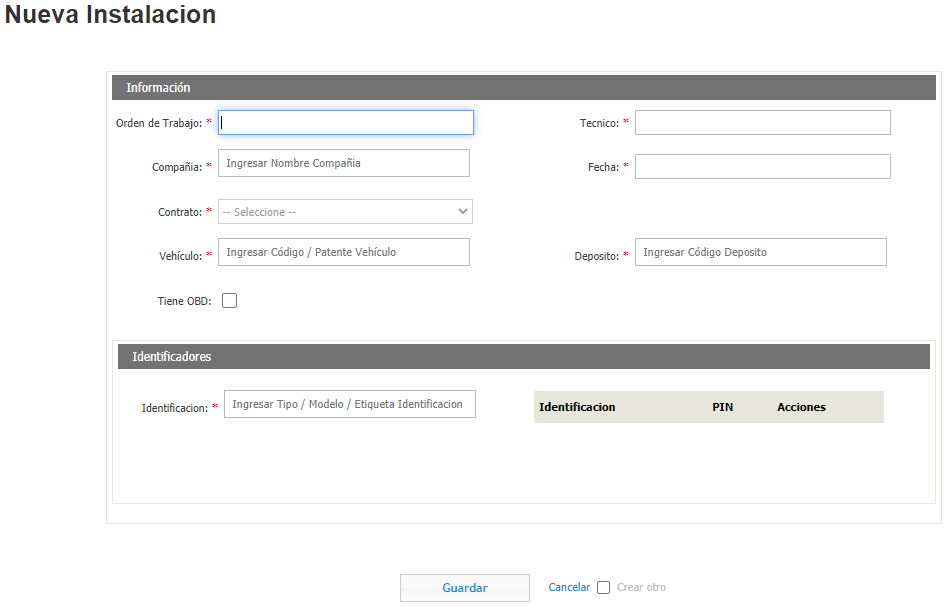 Nueva Instalacion
Información
Orden de Trabajo: *
Tecnico: *
Compañia: * Ingresar Nombre Compañia
Fecha: *
Contrato: * -- Seleccione --
Vehículo: * Ingresar Código / Patente Vehículo
Deposito: * Ingresar Código Deposito
Tiene OBD:
Identificadores
Identificacion: * Ingresar Tipo / Modelo / Etiqueta Identificacion
Identificacion PIN Acciones
Guardar Cancelar Crear otro